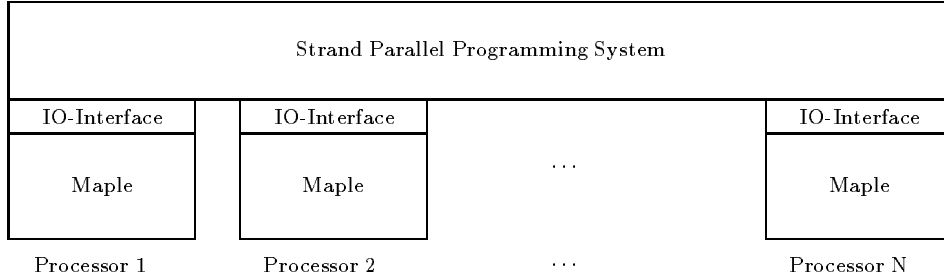 Strand Parallel Programming System
IO-Interface IO-Interface IO-Interface
Maple Maple ... Maple
Processor 1 Processor 2 ... Processor N